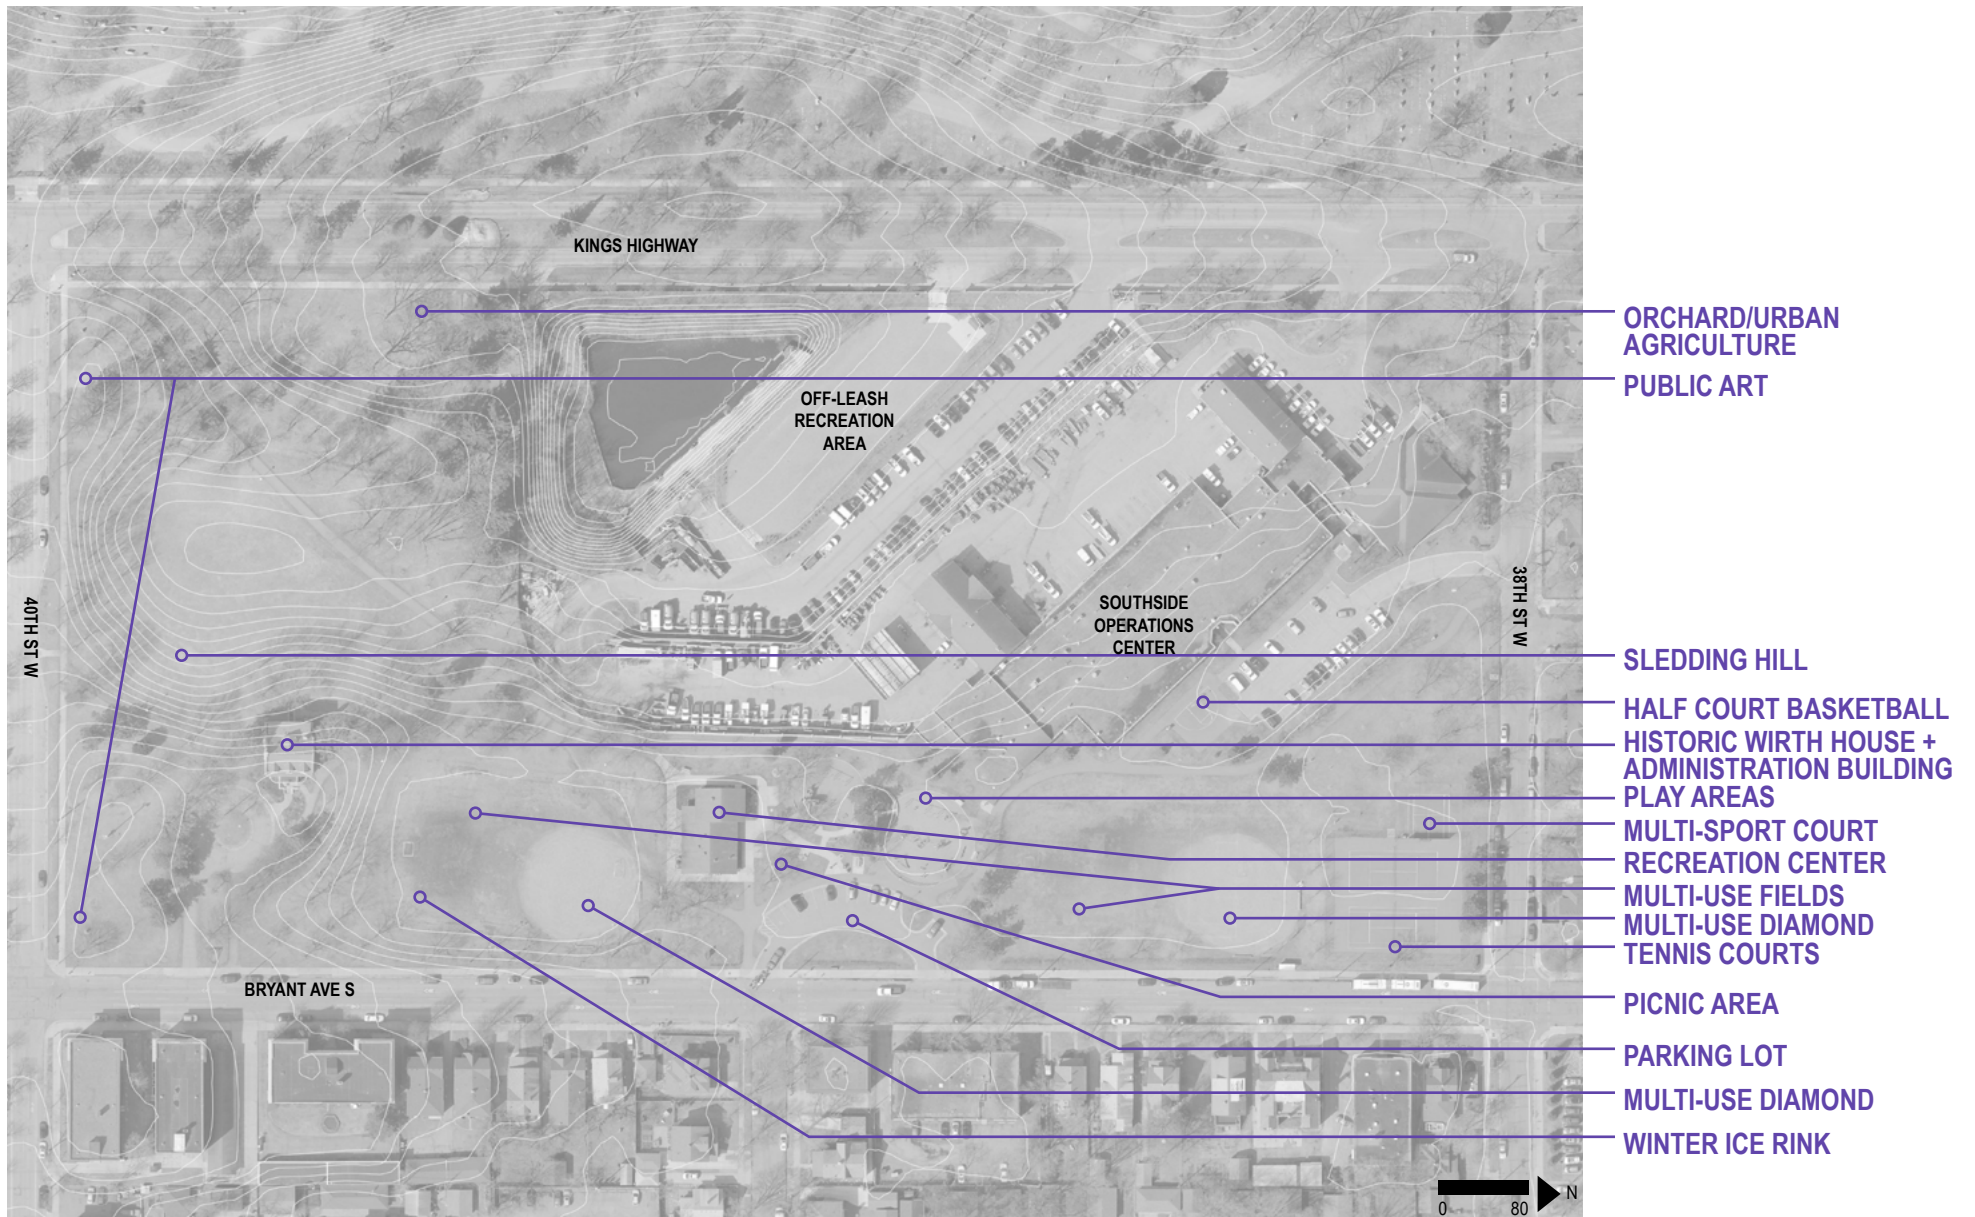 KINGS HIGHWAY
OFF-LEASH
RECREATION
AREA
40TH ST W
38TH ST W
SOUTHSIDE
OPERATIONS
CENTER
BRYANT AVE S
ORCHARD/URBAN
AGRICULTURE
PUBLIC ART
SLEDDING HILL
HALF COURT BASKETBALL
HISTORIC WIRTH HOUSE +
ADMINISTRATION BUILDING
PLAY AREAS
MULTI-SPORT COURT
RECREATION CENTER
MULTI-USE FIELDS
MULTI-USE DIAMOND
TENNIS COURTS
PICNIC AREA
PARKING LOT
MULTI-USE DIAMOND
WINTER ICE RINK
N
0 80